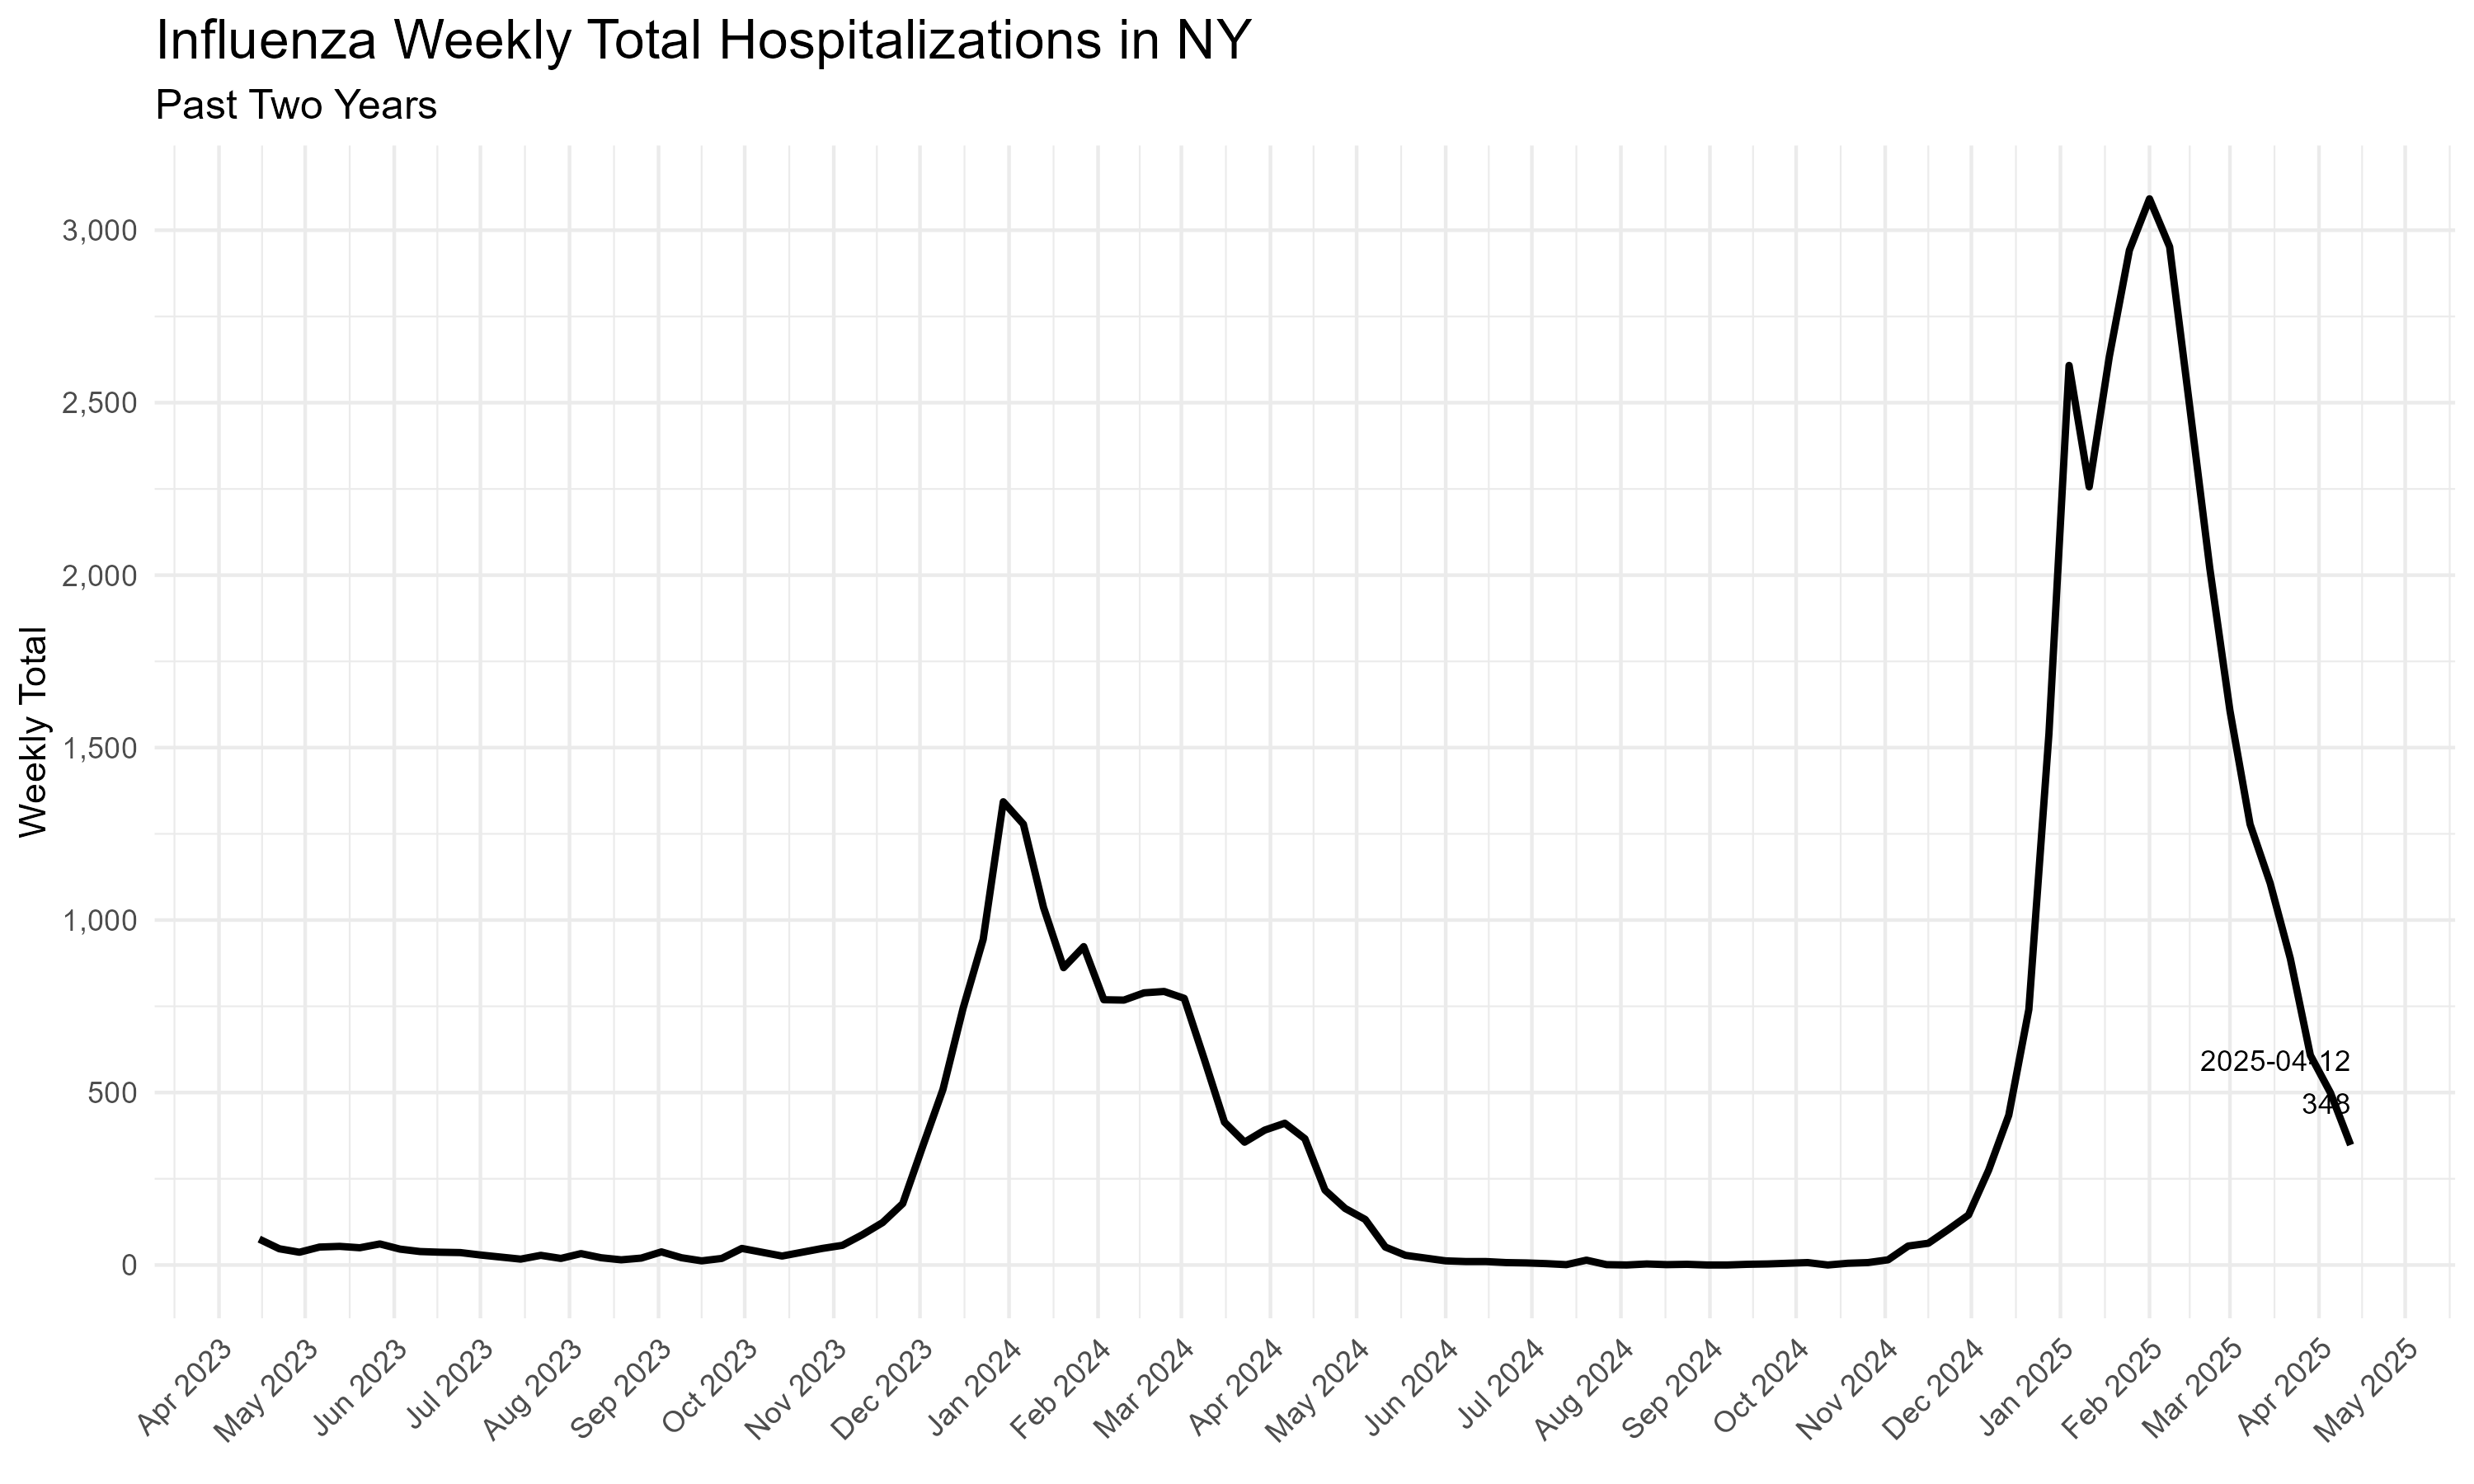 Influenza Weekly Total Hospitalizations in NY
Past Two Years
Weekly Total
3,000
2,500
2,000
1,500
1,000
500
0
2025-04-12
348
Apr 2023
May 2023
Jun 2023
Jul 2023
Aug 2023
Sep 2023
Oct 2023
Nov 2023
Dec 2023
Jan 2024
Feb 2024
Mar 2024
Apr 2024
May 2024
Jun 2024
Jul 2024
Aug 2024
Sep 2024
Oct 2024
Nov 2024
Dec 2024
Jan 2025
Feb 2025
Mar 2025
Apr 2025
May 2025